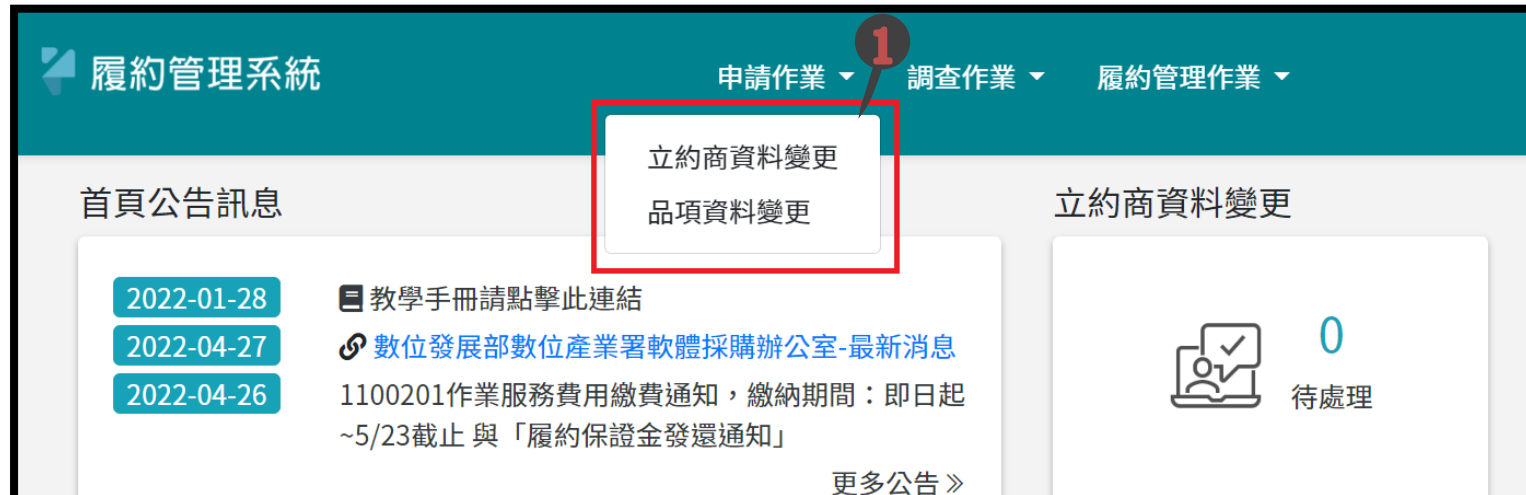 履約管理系統
申請作業 調查作業 履約管理作業
1
立約商資料變更
品項資料變更
首頁公告訊息
2022-01-28 教學手冊請點擊此連結
2022-04-27 數位發展部數位產業署軟體採購辦公室-最新消息
2022-04-26 1100201作業服務費用繳費通知，繳納期間：即日起
~5/23截止 與「履約保證金發還通知」
更多公告 》
立約商資料變更
0
待處理